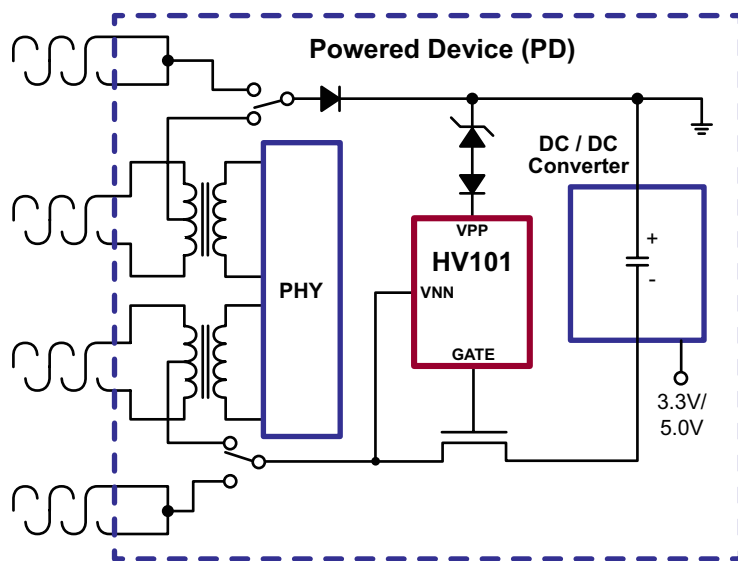 Powered Device (PD)
DC / DC
Converter
VPP
HV101
VNN
GATE
PHY
+
-
3.3V/
5.0V